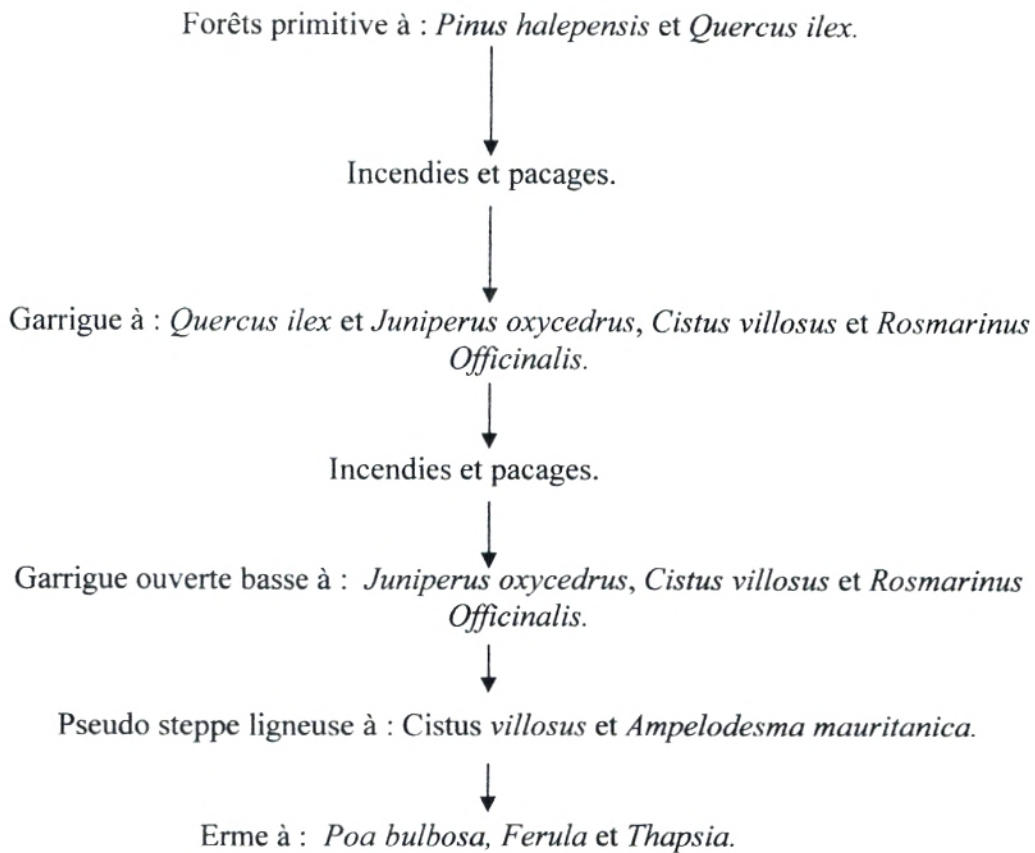 Forêts primitive à : Pinus halepensis et Quercus ilex.
Incendies et pacages.
Garrigue à : Quercus ilex et Juniperus oxycedrus, Cistus villosus et Rosmarinus
Officinalis.
Incendies et pacages.
Garrigue ouverte basse à : Juniperus oxycedrus, Cistus villosus et Rosmarinus
Officinalis.
Pseudo steppe ligneuse à : Cistus villosus et Ampelodesma mauritanica.
Erme à : Poa bulbosa, Ferula et Thapsia.